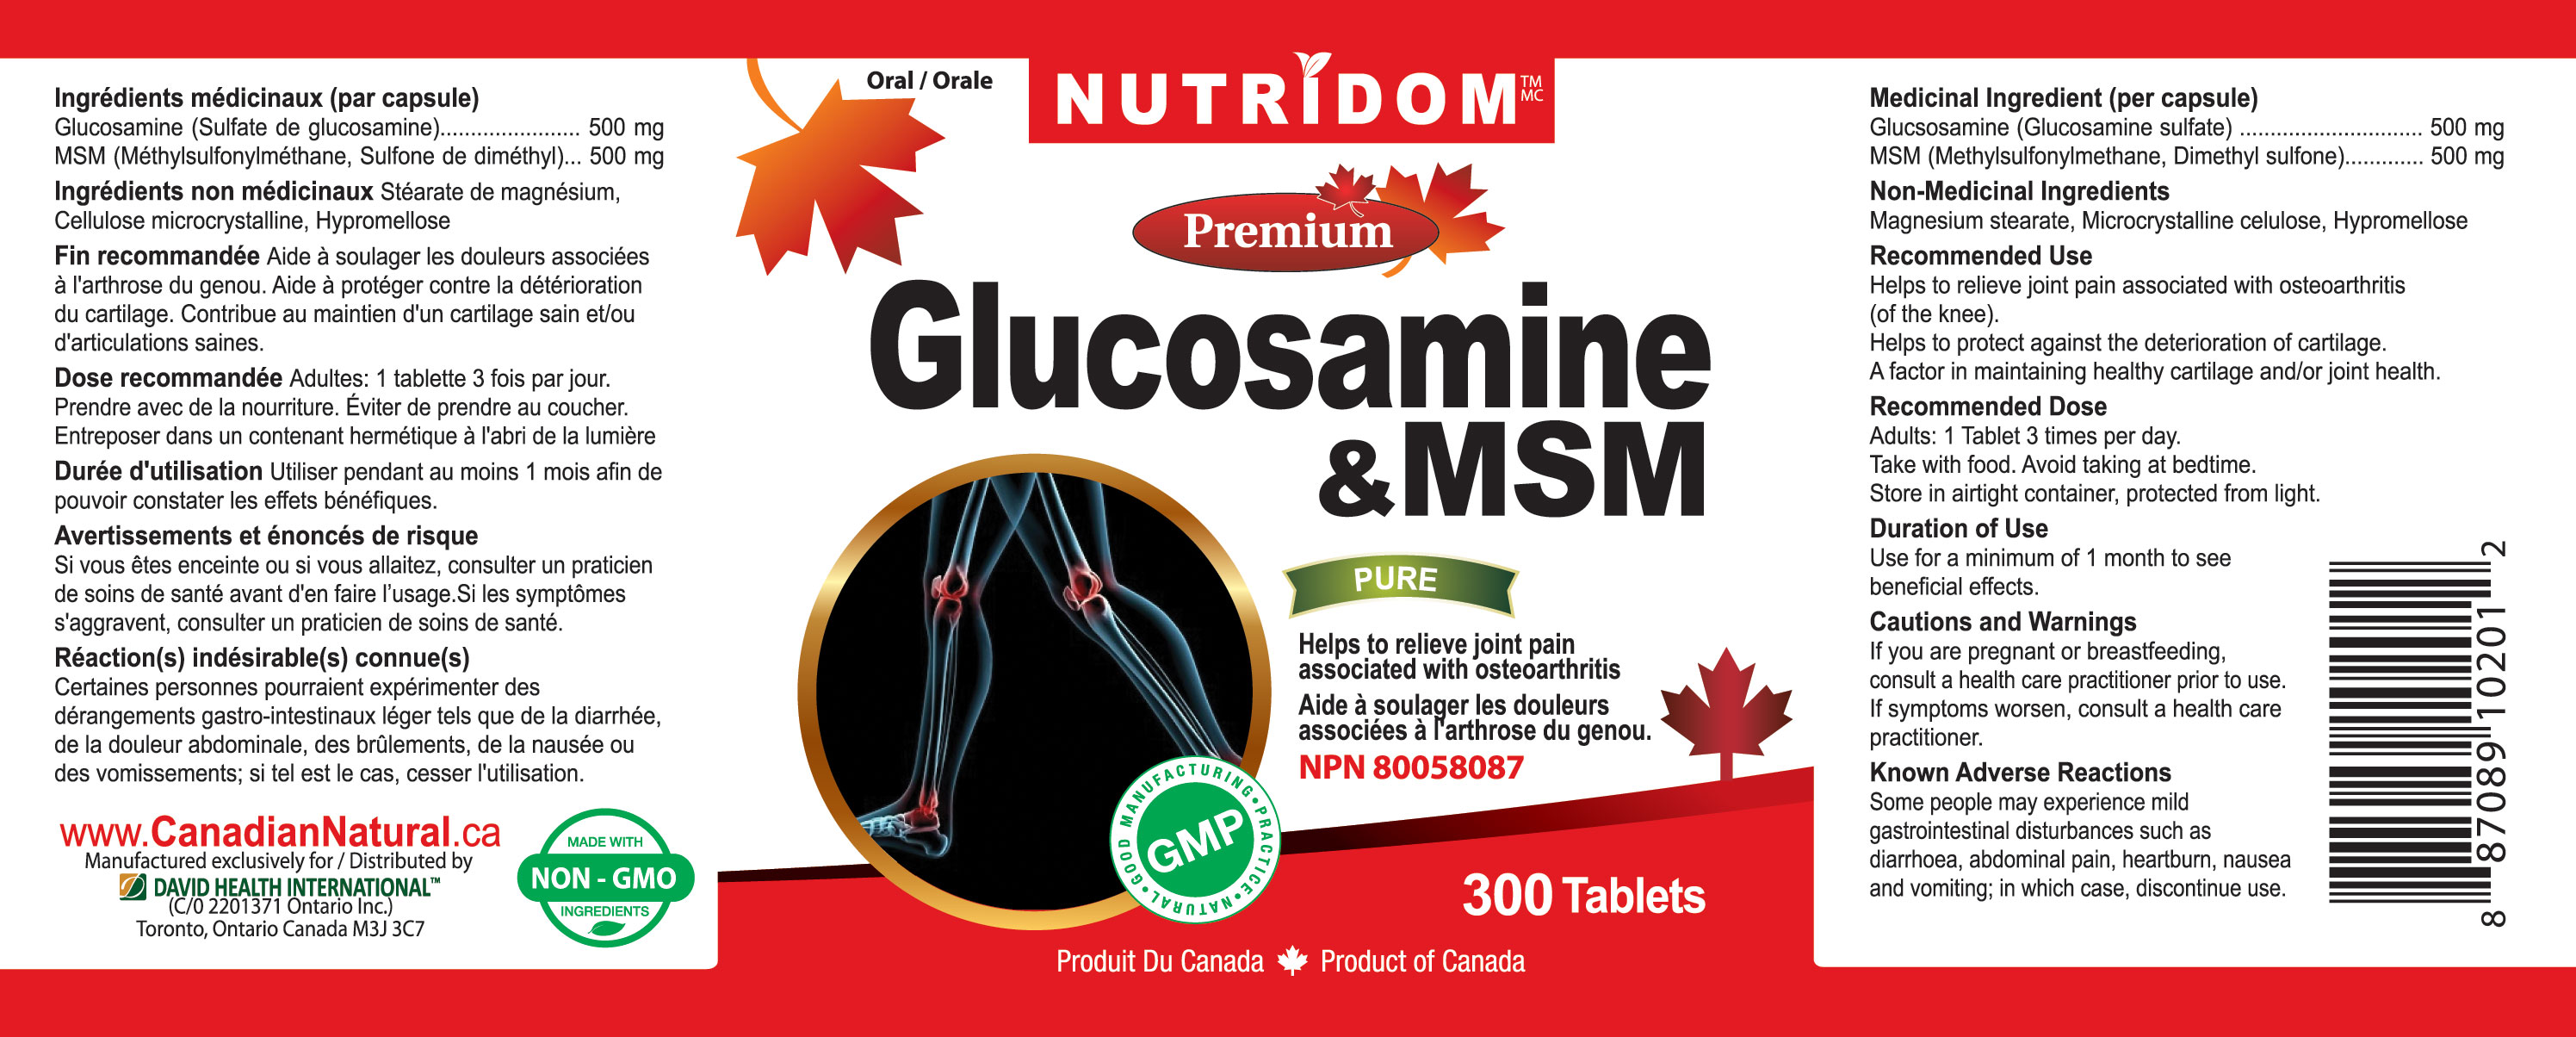 Ingrédients médicinaux (par capsule)
Glucosamine (Sulfate de glucosamine)....................... 500 mg
MSM (Méthylsulfonylméthane, Sulfone de diméthyl)... 500 mg
Ingrédients non médicinaux Stéarate de magnésium,
Cellulose microcrystalline, Hypromellose
Fin recommandée Aide à soulager les douleurs associées
à l'arthrose du genou. Aide à protéger contre la détérioration
du cartilage. Contribue au maintien d'un cartilage sain et/ou
d'articulations saines.
Dose recommandée Adultes: 1 tablette 3 fois par jour.
Prendre avec de la nourriture. Éviter de prendre au coucher.
Entreposer dans un contenant hermétique à l'abri de la lumière
Durée d'utilisation Utiliser pendant au moins 1 mois afin de
pouvoir constater les effets bénéfiques.
Avertissements et énoncés de risque
Si vous êtes enceinte ou si vous allaitez, consulter un praticien
de soins de santé avant d'en faire l’usage.Si les symptômes
s'aggravent, consulter un praticien de soins de santé.
Réaction(s) indésirable(s) connue(s)
Certaines personnes pourraient expérimenter des
dérangements gastro-intestinaux léger tels que de la diarrhée,
de la douleur abdominale, des brûlements, de la nausée ou
des vomissements; si tel est le cas, cesser l'utilisation.
www.CanadianNatural.ca
Manufactured exclusively for / Distributed by
DAVID HEALTH INTERNATIONAL™
(C/0 2201371 Ontario Inc.)
Toronto, Ontario Canada M3J 3C7
MADE WITH
NON - GMO
INGREDIENTS
Oral / Orale
NUTRIDOM TM
MC
Premium
Glucosamine
&MSM
PURE
Helps to relieve joint pain
associated with osteoarthritis
Aide à soulager les douleurs
associées à l'arthrose du genou.
NPN 80058087
GOOD MANUFACTURING•PRACTICE•NATURAL•
GMP
300 Tablets
Produit Du Canada Product of Canada
Medicinal Ingredient (per capsule)
Glucsosamine (Glucosamine sulfate) .............................. 500 mg
MSM (Methylsulfonylmethane, Dimethyl sulfone)............. 500 mg
Non-Medicinal Ingredients
Magnesium stearate, Microcrystalline celulose, Hypromellose
Recommended Use
Helps to relieve joint pain associated with osteoarthritis
(of the knee).
Helps to protect against the deterioration of cartilage.
A factor in maintaining healthy cartilage and/or joint health.
Recommended Dose
Adults: 1 Tablet 3 times per day.
Take with food. Avoid taking at bedtime.
Store in airtight container, protected from light.
Duration of Use
Use for a minimum of 1 month to see
beneficial effects.
Cautions and Warnings
If you are pregnant or breastfeeding,
consult a health care practitioner prior to use.
If symptoms worsen, consult a health care
practitioner.
Known Adverse Reactions
Some people may experience mild
gastrointestinal disturbances such as
diarrhoea, abdominal pain, heartburn, nausea
and vomiting; in which case, discontinue use.
8 87089 10201 2